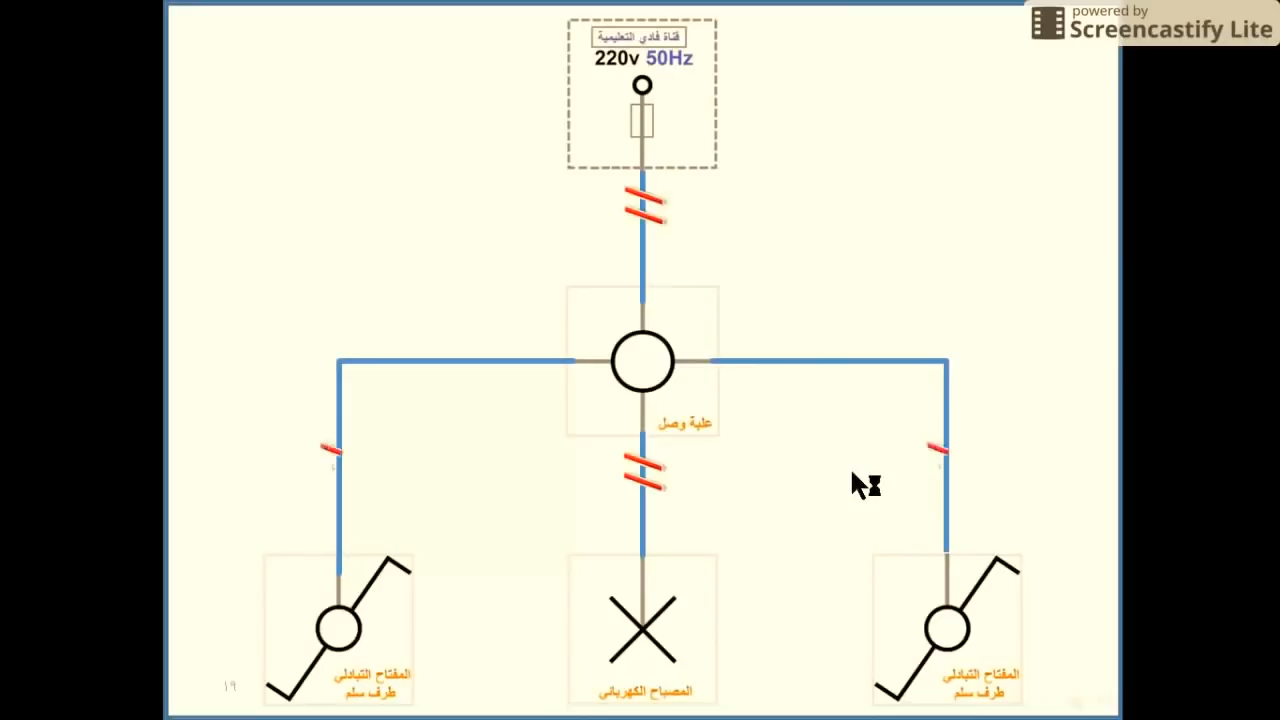 powered by
Screencastify Lite
قناة فادي التعليمية
220v 50Hz
علبة وصل
المفتاح التبادلي
طرف سلم
المصباح الكهربائي
المفتاح التبادلي
طرف سلم
١٩